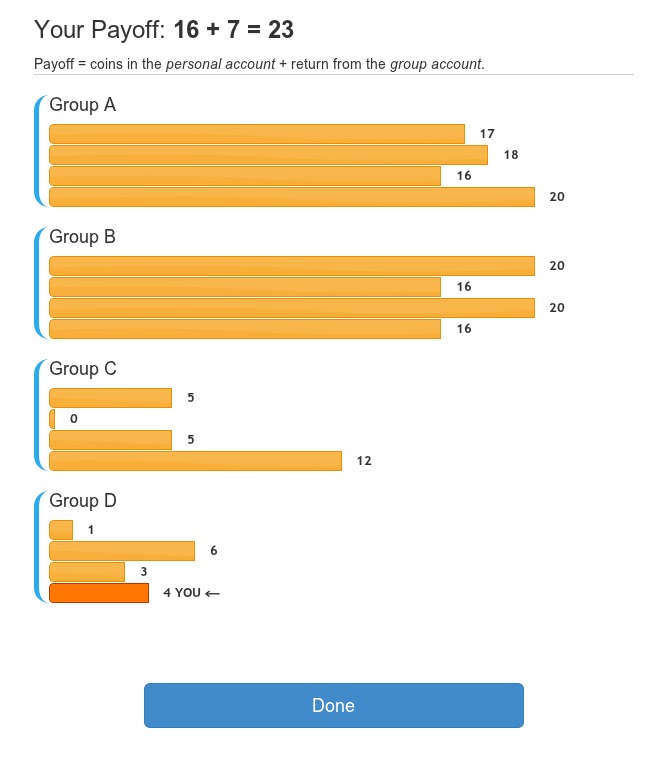 Your Payoff: 16 + 7 = 23
Payoff = coins in the personal account + return from the group account.
Group A
17
18
16
20
Group B
20
16
20
16
Group C
5
0
5
12
Group D
1
6
3
4 YOU ←
Done